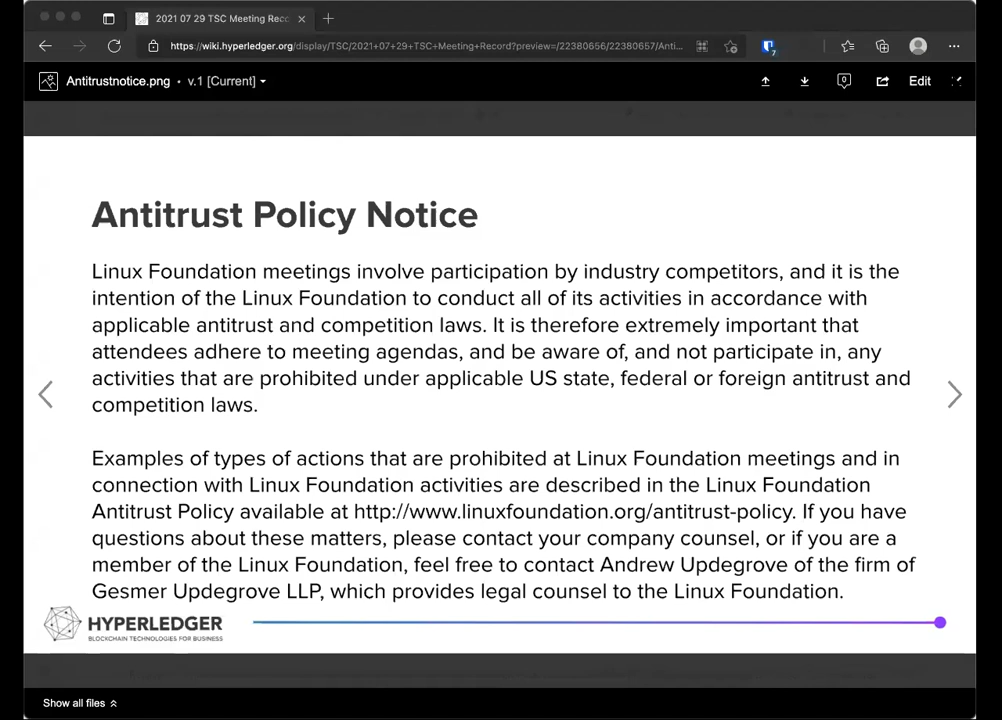 2021 07 29 TSC Meeting Reco
https://wiki.hyperledger.org/display/TSC/2021+07+29+TSC+Meeting+Record?preview=/22380656/22380657/Anti...
7
Antitrustnotice.png • v.1 [Current]
0
Edit
Antitrust Policy Notice
Linux Foundation meetings involve participation by industry competitors, and it is the
intention of the Linux Foundation to conduct all of its activities in accordance with
applicable antitrust and competition laws. It is therefore extremely important that
attendees adhere to meeting agendas, and be aware of, and not participate in, any
activities that are prohibited under applicable US state, federal or foreign antitrust and
competition laws.
Examples of types of actions that are prohibited at Linux Foundation meetings and in
connection with Linux Foundation activities are described in the Linux Foundation
Antitrust Policy available at http://www.linuxfoundation.org/antitrust-policy. If you have
questions about these matters, please contact your company counsel, or if you are a
member of the Linux Foundation, feel free to contact Andrew Updegrove of the firm of
Gesmer Updegrove LLP, which provides legal counsel to the Linux Foundation.
HYPERLEDGER
BLOCKCHAIN TECHNOLOGIES FOR BUSINESS
Show all files